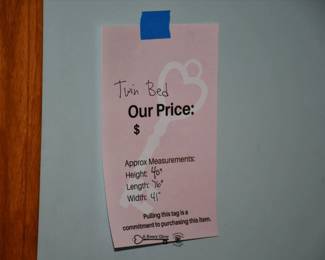 Twin Bed
Our Price:
$
Approx Measurements:
Height: 40"
Length: 76"
Width: 41"
Pulling this tag is a
commitment to purchasing this item.